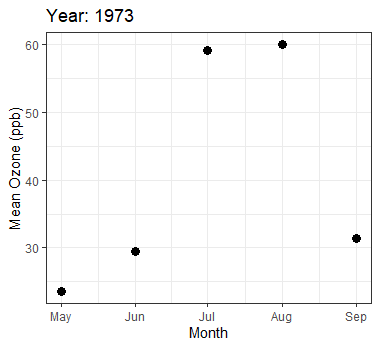 Year: 1973
Mean Ozone (ppb)
60
50
40
30
May Jun Jul Aug Sep
Month